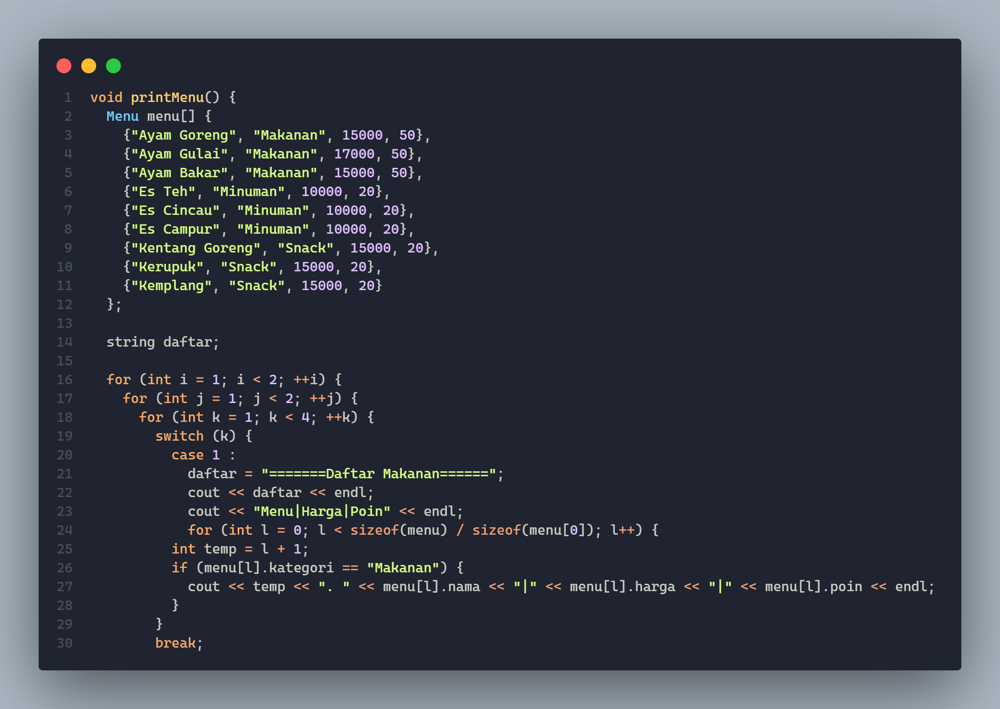 1 void printMenu() {
2   Menu menu[] {
3     {"Ayam Goreng", "Makanan", 15000, 50},
4     {"Ayam Gulai", "Makanan", 17000, 50},
5     {"Ayam Bakar", "Makanan", 15000, 50},
6     {"Es Teh", "Minuman", 10000, 20},
7     {"Es Cincau", "Minuman", 10000, 20},
8     {"Es Campur", "Minuman", 10000, 20},
9     {"Kentang Goreng", "Snack", 15000, 20},
10     {"Kerupuk", "Snack", 15000, 20},
11     {"Kemplang", "Snack", 15000, 20}
12   };
13
14   string daftar;
15
16   for (int i = 1; i < 2; ++i) {
17     for (int j = 1; j < 2; ++j) {
18       for (int k = 1; k < 4; ++k) {
19         switch (k) {
20           case 1 :
21             daftar = "=======Daftar Makanan======";
22             cout << daftar << endl;
23             cout << "Menu|Harga|Poin" << endl;
24             for (int l = 0; l < sizeof(menu) / sizeof(menu[0]); l++) {
25           int temp = l + 1;
26           if (menu[l].kategori == "Makanan") {
27             cout << temp << ". " << menu[l].nama << "|" << menu[l].harga << "|" << menu[l].poin << endl;
28           }
29         }
30         break;